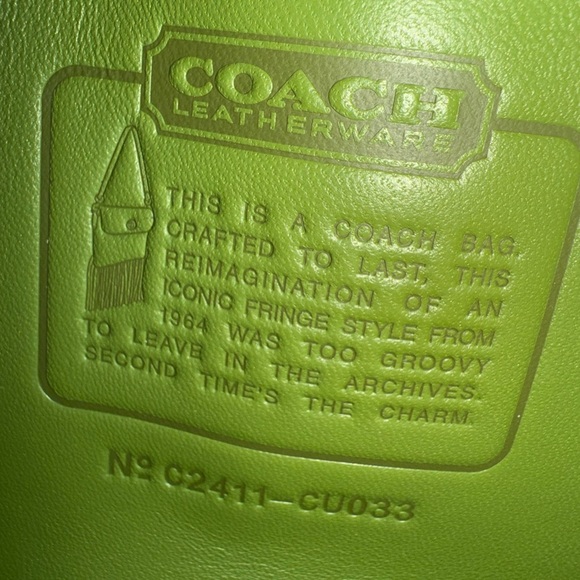 COACH
LEATHERWARE
THIS IS A COACH BAG.
CRAFTED TO LAST, THIS
REIMAGINATION OF AN
ICONIC FRINGE STYLE FROM
1964 WAS TOO GROOVY
TO LEAVE IN THE ARCHIVES.
SECOND TIME'S THE CHARM.
Nº C2411-CU033